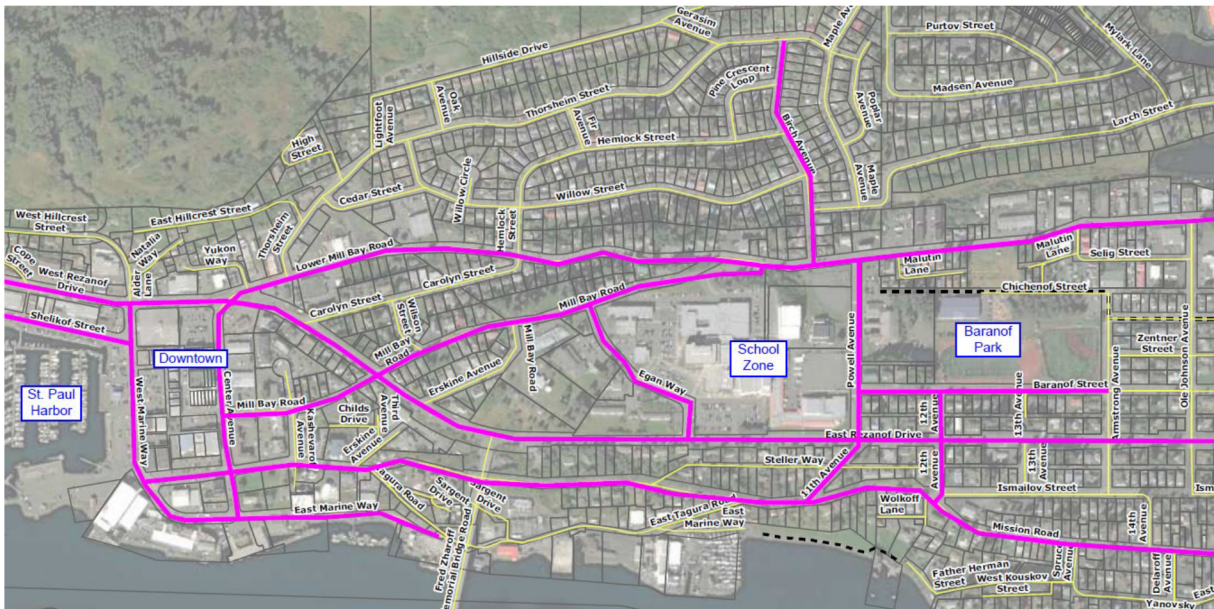 Gerasim
Avenue
Maple Av
Purtov Street
Mylark Lane
Hillside Drive
Pine Crescent
Loop
Madsen Avenue
Oak
Avenue
Thorsheim Street
Lightfoot
Avenue
Poplar
Avenue
Larch Street
Fir
Avenue
Hemlock Street
Birch Avenue
High
Street
Maple
Avenue
Willow Circle
Willow Street
Cedar Street
West Hillcrest
Street
East Hillcrest Street
Hemlock
Street
Thorsheim
Street
Natalia
Way
Yukon
Way
Lower Mill Bay Road
Cope
Street
West Rezanof
Drive
Alder
Lane
Malutin
Lane
Selig Street
Malutin
Lane
Carolyn Street
Chichenof Street
Carolyn Street
Mill Bay Road
Shelikof Street
Wilson
Street
Mill Bay
Road
Mill Bay Road
Powell Avenue
Baranof
Park
Zentner
Street
Ole Johnson Avenue
Downtown
School
Zone
Erskine Avenue
Egan Way
Baranof Street
St. Paul
Harbor
West Marine Way
Center Avenue
Mill Bay Road
Kashevarof
Avenue
Childs
Drive
Third
Avenue
Erskine
Avenue
12th
Avenue
13th Avenue
Armstrong Avenue
East Rezanof Drive
Steller Way
11th Avenue
12th
Avenue
13th
Avenue
Tagura Road
Sargent
Drive
Sargent
Drive
Ismailov Street
Ism
East Marine Way
East Tagura Road
East
Marine Way
Wolkoff
Lane
Mission Road
14th
Avenue
Fred Zharoff
emorial Bridge Road
Father Herman
Street
West Kouskov
Street
Spruce
Avenue
Delarof
Avenue
East
Yanovsky